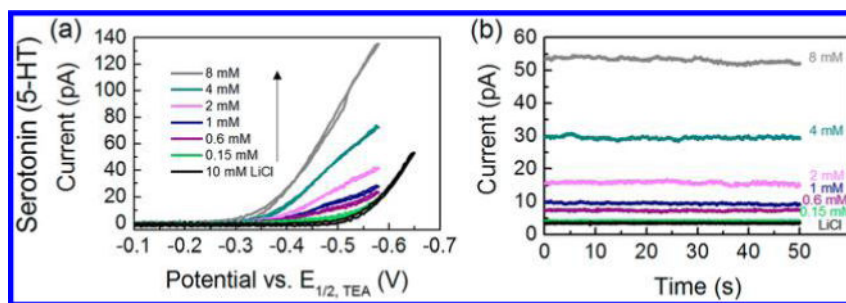 Serotonin (5-HT)
(a)
Current (pA)
140
120
100
80
60
40
20
0
8 mM
4 mM
2 mM
1 mM
0.6 mM
0.15 mM
10 mM LiCl
-0.1 -0.2 -0.3 -0.4 -0.5 -0.6 -0.7
Potential vs. E1/2, TEA (V)
(b)
Current (pA)
60
50
40
30
20
10
0
8 mM
4 mM
2 mM
1 mM
0.6 mM
0.15 mM
LiCl
0 10 20 30 40 50
Time (s)